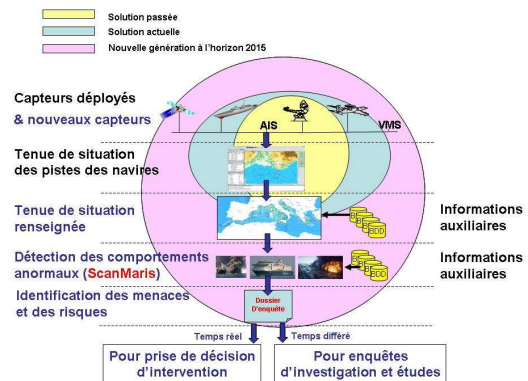 Solution passée
Solution actuelle
Nouvelle génération à l'horizon 2015
Capteurs déployés
& nouveaux capteurs
AIS
VMS
Tenue de situation
des pistes des navires
Tenue de situation
renseignée
BDD
Informations
auxiliaires
Détection des comportements
anormaux (ScanMaris)
BDD
Informations
auxiliaires
Identification des menaces
et des risques
Dossier
D'enquête
Temps réel
Temps différé
Pour prise de décision
d'intervention
Pour enquêtes
d'investigation et études